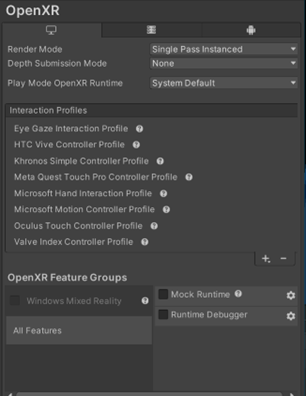 OpenXR
Render Mode Single Pass Instanced
Depth Submission Mode None
Play Mode OpenXR Runtime System Default
Interaction Profiles
Eye Gaze Interaction Profile
HTC Vive Controller Profile
Khronos Simple Controller Profile
Meta Quest Touch Pro Controller Profile
Microsoft Hand Interaction Profile
Microsoft Motion Controller Profile
Oculus Touch Controller Profile
Valve Index Controller Profile
OpenXR Feature Groups
Windows Mixed Reality
All Features
Mock Runtime
Runtime Debugger